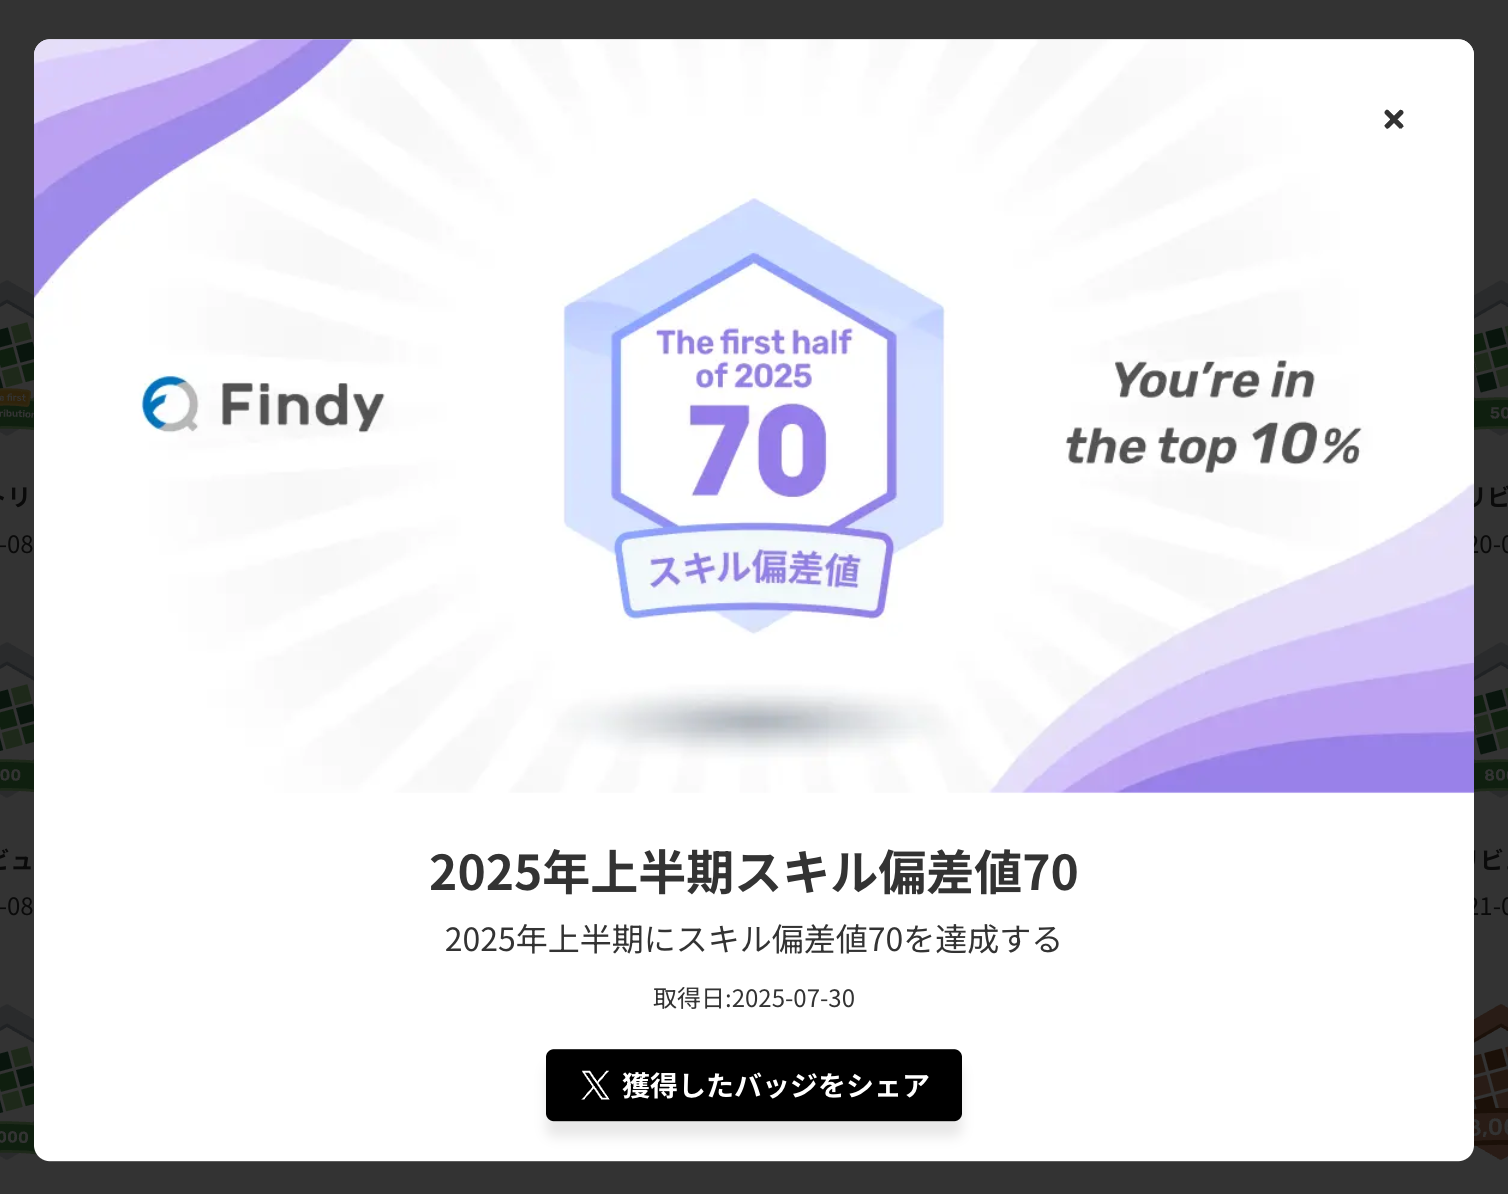 Findy
The first half
of 2025
70
スキル偏差値
You're in
the top 10%
2025年上半期スキル偏差値70
2025年上半期にスキル偏差値70を達成する
取得日:2025-07-30
獲得したバッジをシェア